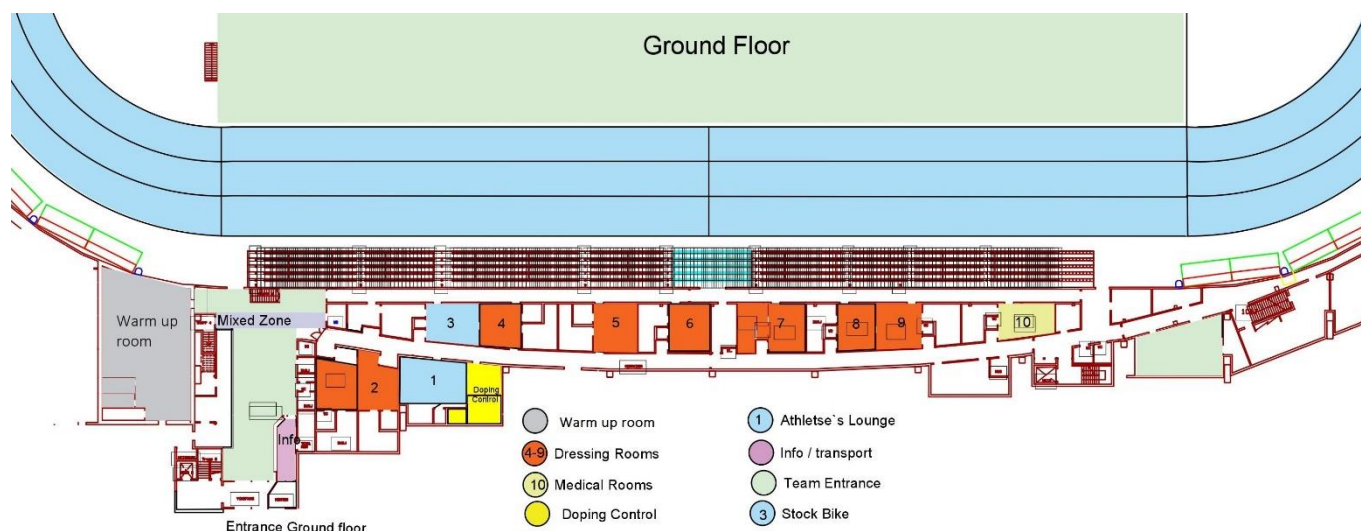 Ground Floor
Warm up
room
Mixed Zone
3
4
5
6
7
8
9
10
2
1
Doping
Control
Info
Entrance Ground floor
Warm up room
4-9 Dressing Rooms
10 Medical Rooms
Doping Control
1 Athletse`s Lounge
Info / transport
Team Entrance
3 Stock Bike